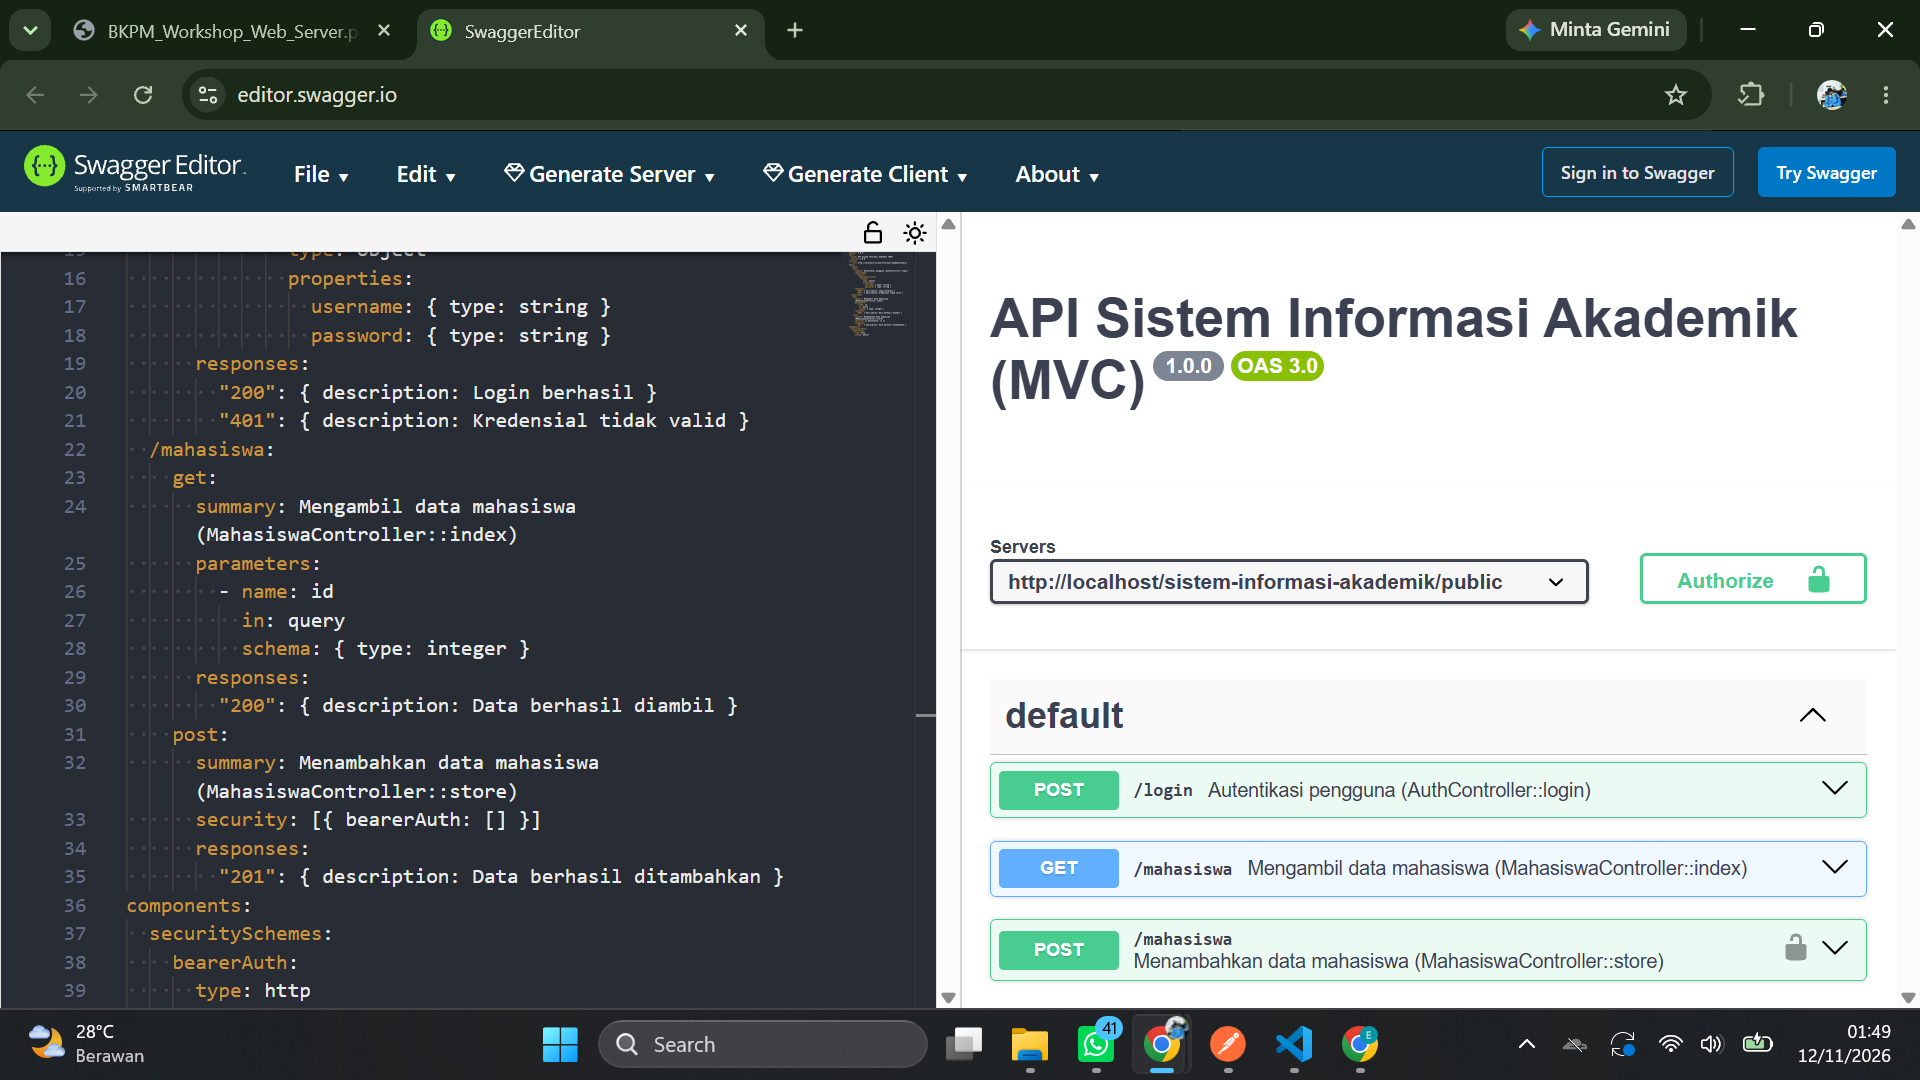 BKPM_Workshop_Web_Server.p
SwaggerEditor
Minta Gemini
editor.swagger.io
Swagger Editor.
Supported by SMARTBEAR
File
Edit
Generate Server
Generate Client
About
Sign in to Swagger
Try Swagger
15 type: object
16 properties:
17 username: { type: string }
18 password: { type: string }
19 responses:
20 "200": { description: Login berhasil }
21 "401": { description: Kredensial tidak valid }
22 /mahasiswa:
23 get:
24 summary: Mengambil data mahasiswa
(MahasiswaController::index)
25 parameters:
26 - name: id
27 in: query
28 schema: { type: integer }
29 responses:
30 "200": { description: Data berhasil diambil }
31 post:
32 summary: Menambahkan data mahasiswa
(MahasiswaController::store)
33 security: [{ bearerAuth: [] }]
34 responses:
35 "201": { description: Data berhasil ditambahkan }
36 components:
37 securitySchemes:
38 bearerAuth:
39 type: http
API Sistem Informasi Akademik
(MVC) 1.0.0 OAS 3.0
Servers
http://localhost/sistem-informasi-akademik/public
Authorize
default
POST /login Autentikasi pengguna (AuthController::login)
GET /mahasiswa Mengambil data mahasiswa (MahasiswaController::index)
POST /mahasiswa
Menambahkan data mahasiswa (MahasiswaController::store)
28°C
Berawan
Search
41
E
01:49
12/11/2026